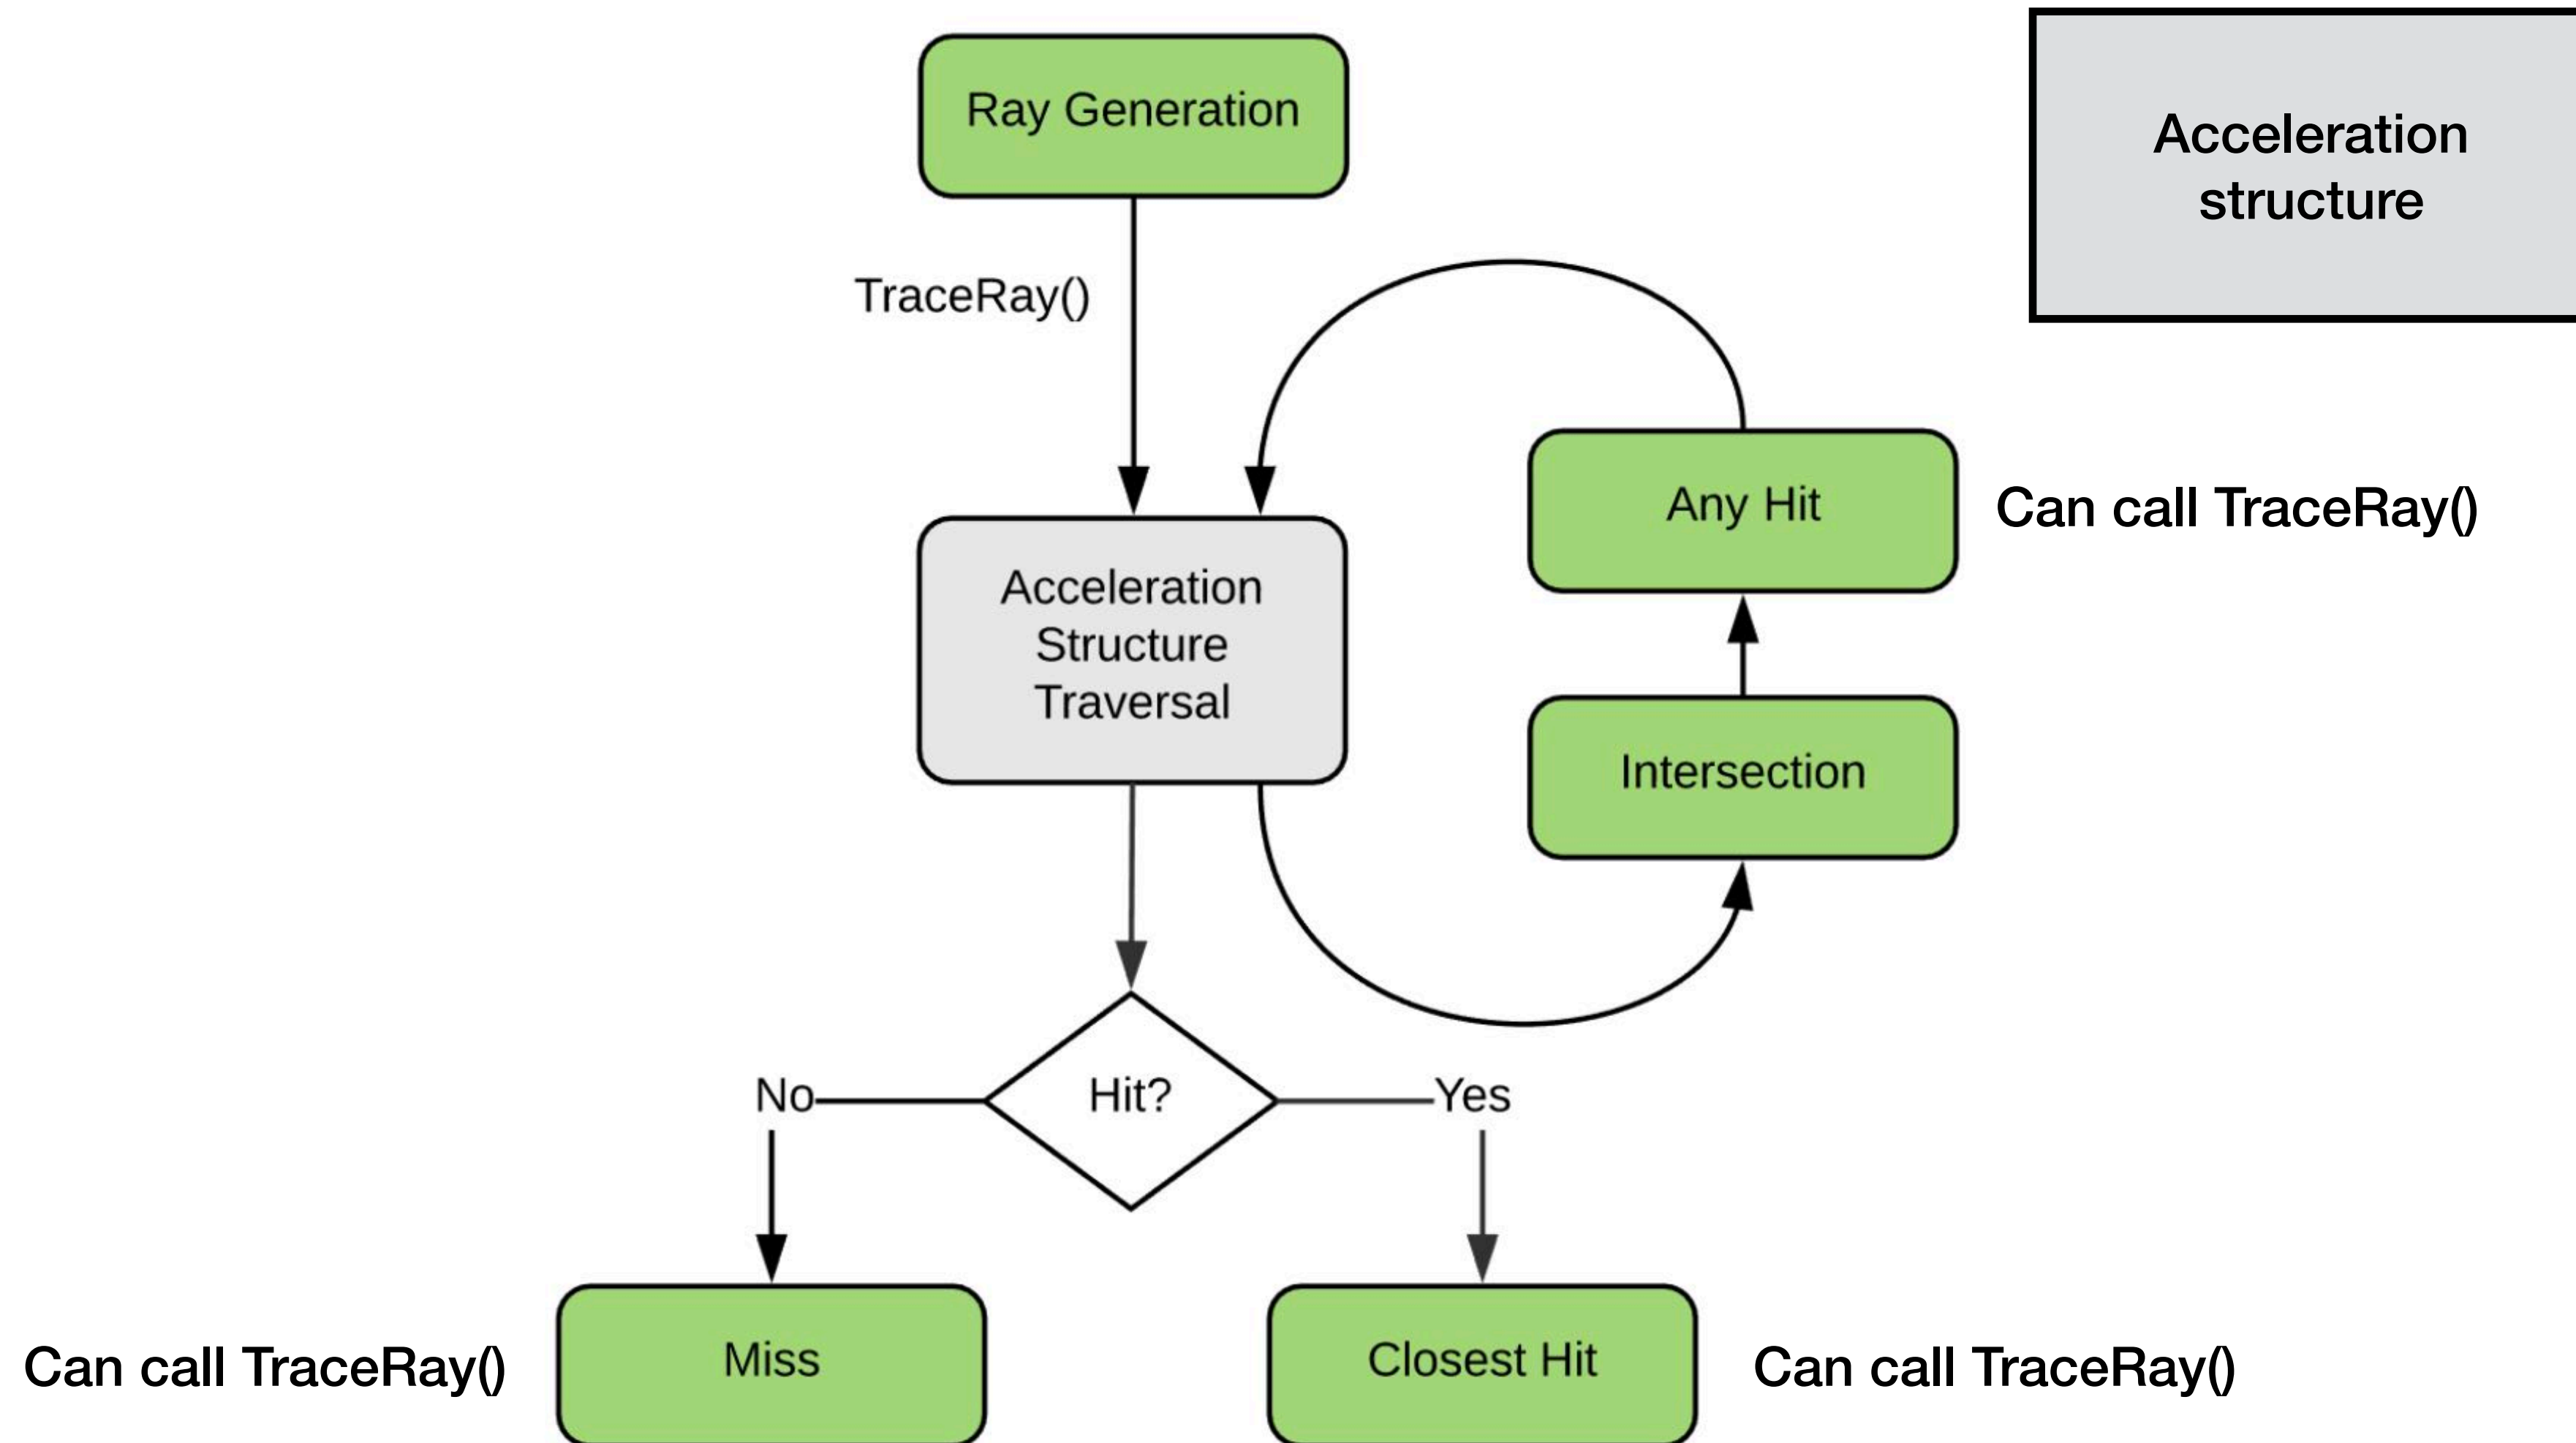 Ray Generation
Acceleration
structure
TraceRay()
Any Hit
Can call TraceRay()
Acceleration
Structure
Traversal
Intersection
No
Hit?
Yes
Can call TraceRay()
Miss
Closest Hit
Can call TraceRay()